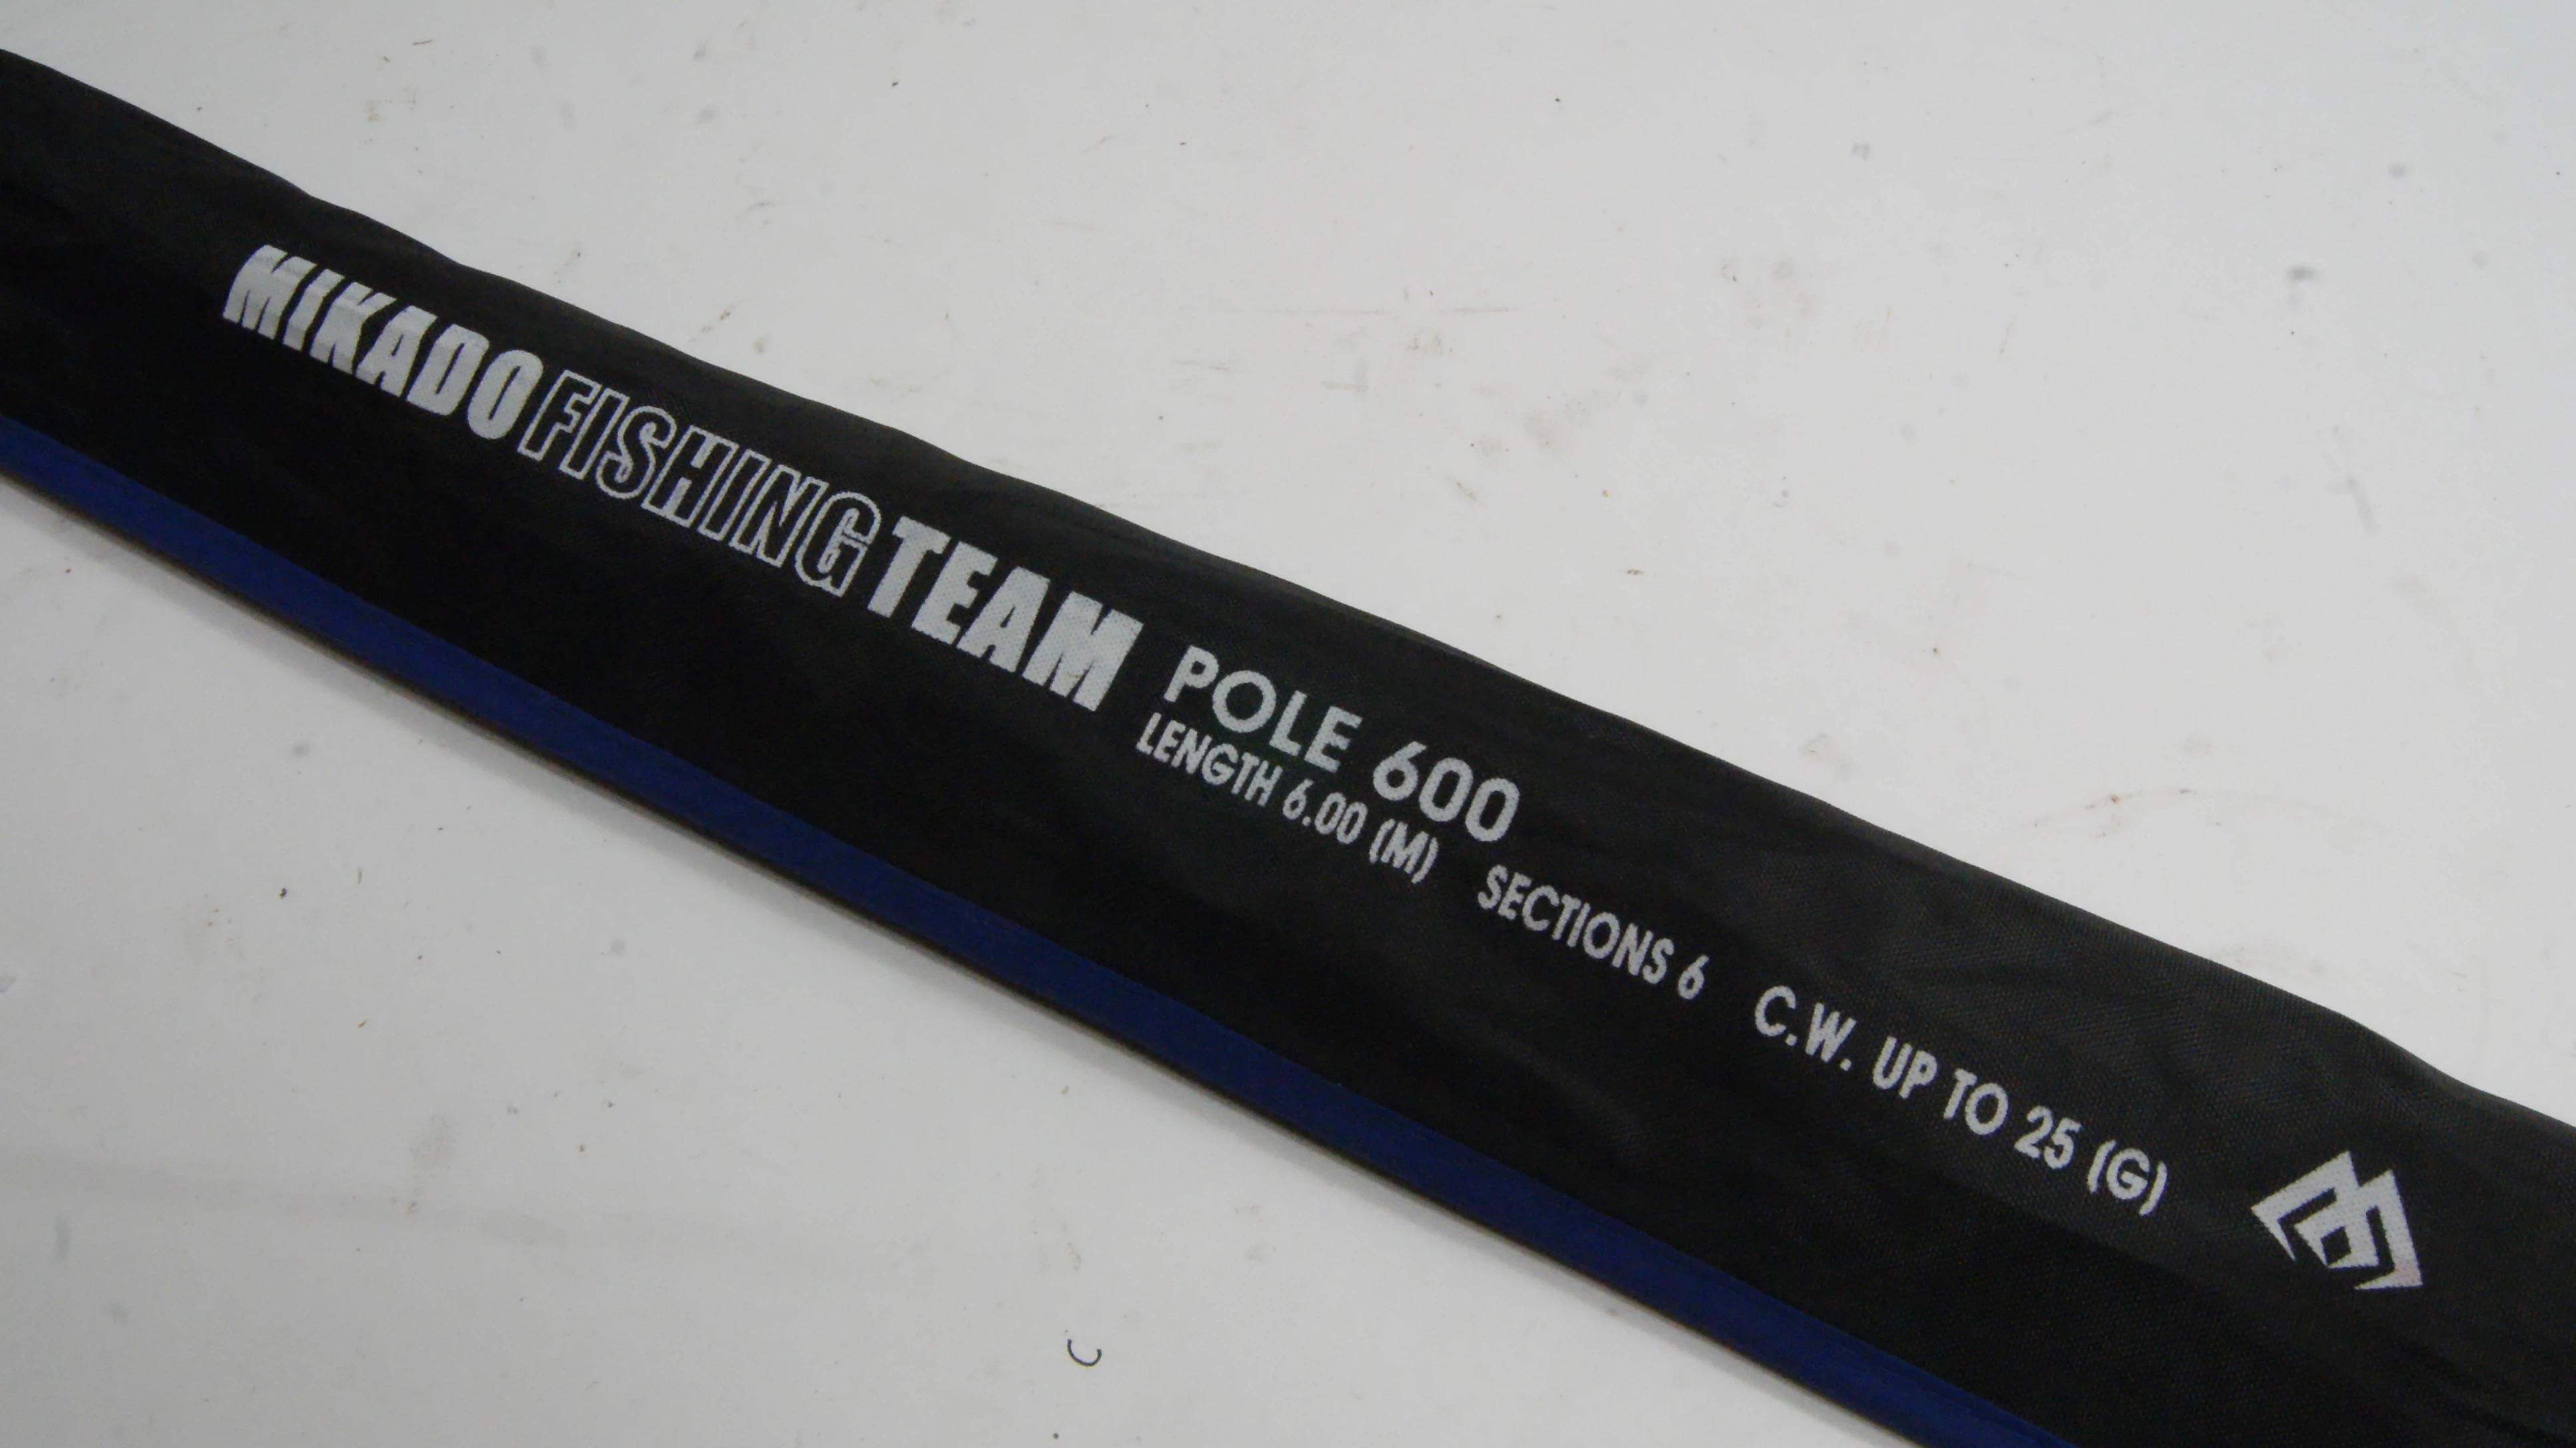 MIKADO FISHING TEAM POLE 600
LENGTH 6.00 (M) SECTIONS 6 C.W. UP TO 25 (G)